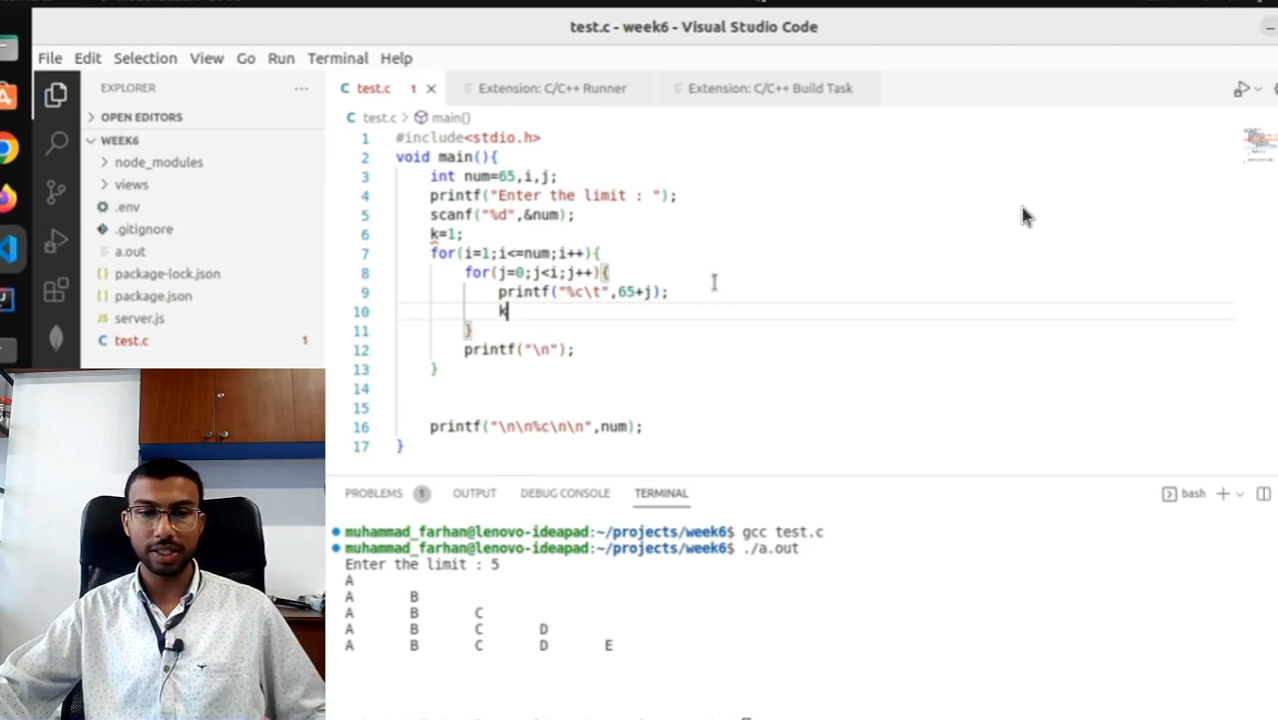 test.c - week6 - Visual Studio Code
File Edit Selection View Go Run Terminal Help
EXPLORER
OPEN EDITORS
WEEK6
node_modules
views
.env
.gitignore
a.out
package-lock.json
package.json
server.js
test.c 1
C test.c 1
Extension: C/C++ Runner
Extension: C/C++ Build Task
C test.c > main()
1 #include<stdio.h>
2 void main(){
3 int num=65,i,j;
4 printf("Enter the limit : ");
5 scanf("%d",&num);
6 k=1;
7 for(i=1;i<=num;i++){
8 for(j=0;j<i;j++){
9 printf("%c\t",65+j);
10 k
11 }
12 printf("\n");
13 }
14
15
16 printf("\n\n%c\n\n",num);
17 }
PROBLEMS 1 OUTPUT DEBUG CONSOLE TERMINAL
bash
muhammad_farhan@lenovo-ideapad:~/projects/week6$ gcc test.c
muhammad_farhan@lenovo-ideapad:~/projects/week6$ ./a.out
Enter the limit : 5
A
A B
A B C
A B C D
A B C D E